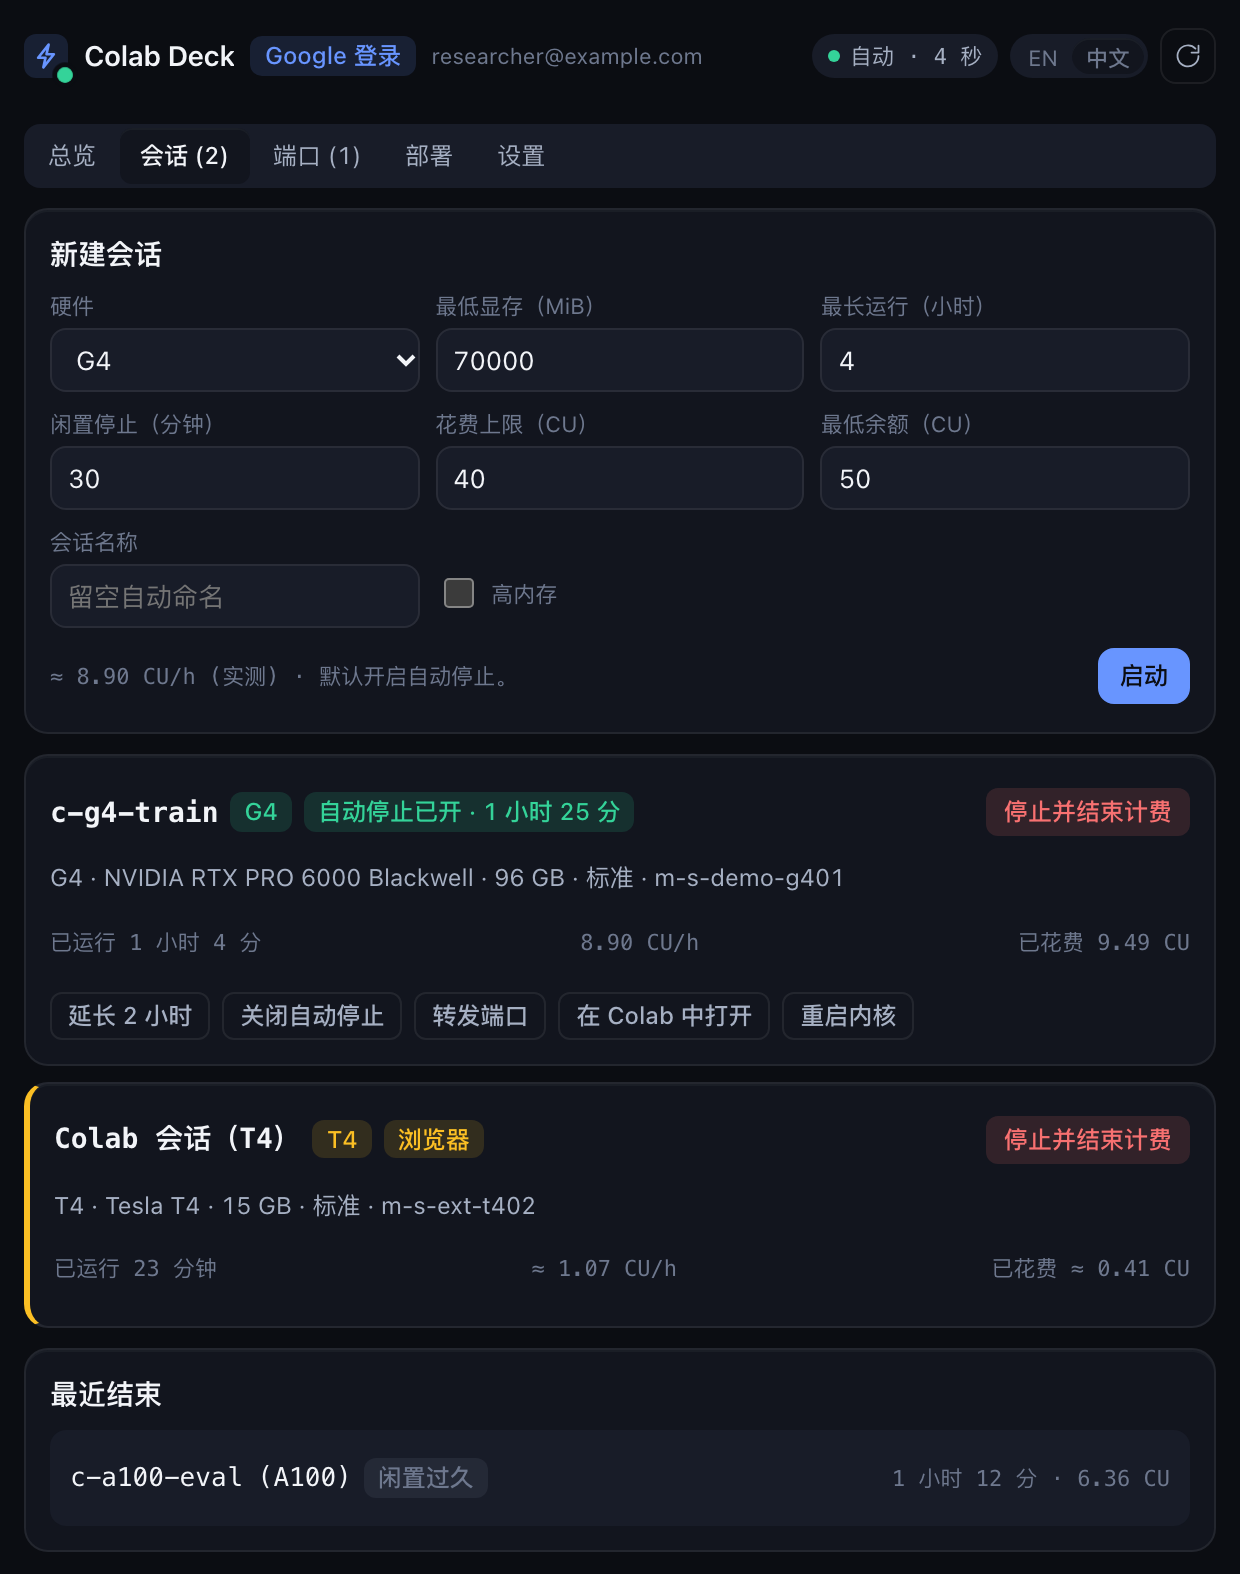 Colab Deck Google 登录 researcher@example.com 自动 · 4 秒 EN 中文
总览 会话 (2) 端口 (1) 部署 设置
新建会话
硬件 最低显存（MiB） 最长运行（小时）
G4 70000 4
闲置停止（分钟） 花费上限（CU） 最低余额（CU）
30 40 50
会话名称
留空自动命名 高内存
≈ 8.90 CU/h (实测) · 默认开启自动停止。 启动
c-g4-train G4 自动停止已开 · 1 小时 25 分 停止并结束计费
G4 · NVIDIA RTX PRO 6000 Blackwell · 96 GB · 标准 · m-s-demo-g401
已运行 1 小时 4 分 8.90 CU/h 已花费 9.49 CU
延长 2 小时 关闭自动停止 转发端口 在 Colab 中打开 重启内核
Colab 会话 (T4) T4 浏览器 停止并结束计费
T4 · Tesla T4 · 15 GB · 标准 · m-s-ext-t402
已运行 23 分钟 ≈ 1.07 CU/h 已花费 ≈ 0.41 CU
最近结束
c-a100-eval (A100) 闲置过久 1 小时 12 分 · 6.36 CU